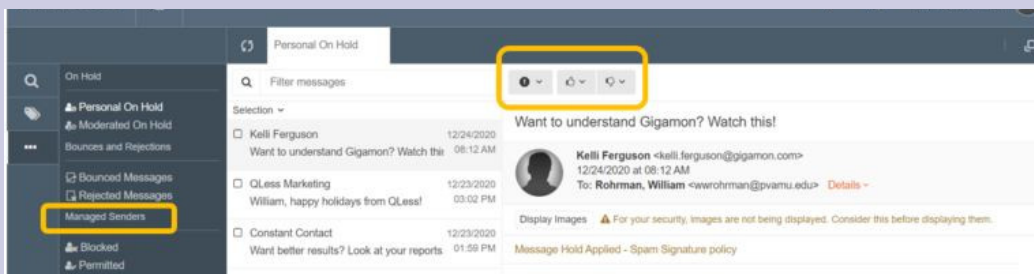 Personal On Hold
On Hold
Personal On Hold
Moderated On Hold
Bounces and Rejections
Bounced Messages
Rejected Messages
Managed Senders
Blocked
Permitted
Filter messages
Selection
Kelli Ferguson 12/24/2020
Want to understand Gigamon? Watch this 08:12 AM
QLess Marketing 12/23/2020
William, happy holidays from QLess! 03:02 PM
Constant Contact 12/23/2020
Want better results? Look at your reports 01:59 PM
Want to understand Gigamon? Watch this!
Kelli Ferguson <kelli.ferguson@gigamon.com>
12/24/2020 at 08:12 AM
To: Rohrman, William <wwrohrman@pvamu.edu> Details
Display Images For your security, images are not being displayed. Consider this before displaying them.
Message Hold Applied - Spam Signature policy